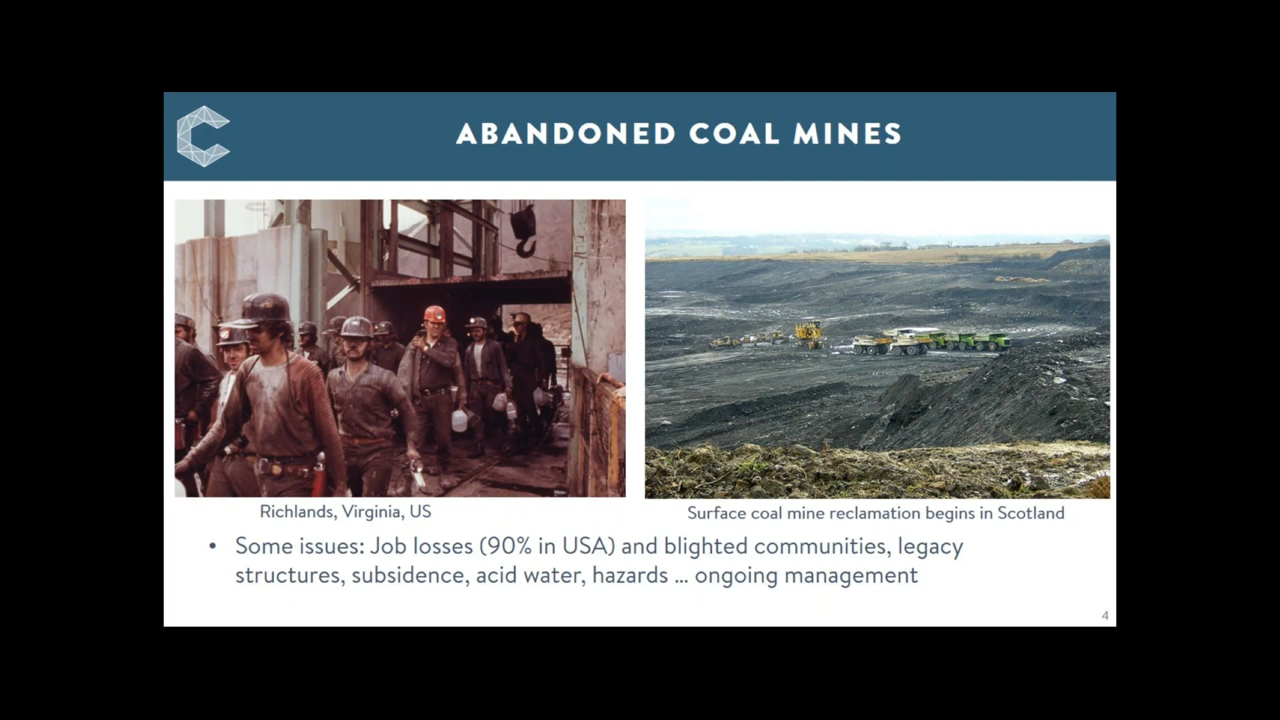 ABANDONED COAL MINES
Richlands, Virginia, US
Surface coal mine reclamation begins in Scotland
• Some issues: Job losses (90% in USA) and blighted communities, legacy
structures, subsidence, acid water, hazards ... ongoing management
4